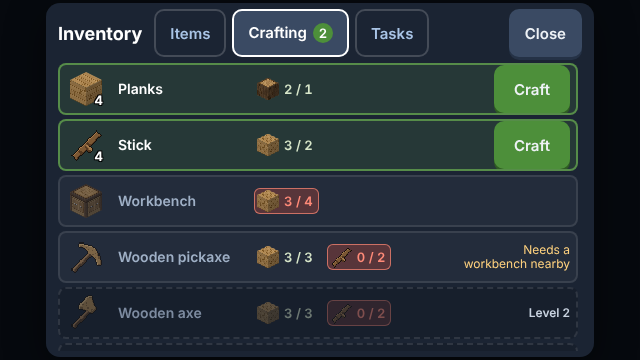 Inventory Items Crafting 2 Tasks Close
4 Planks 2 / 1 Craft
4 Stick 3 / 2 Craft
Workbench 3 / 4
Wooden pickaxe 3 / 3 0 / 2 Needs a
workbench nearby
Wooden axe 3 / 3 0 / 2 Level 2